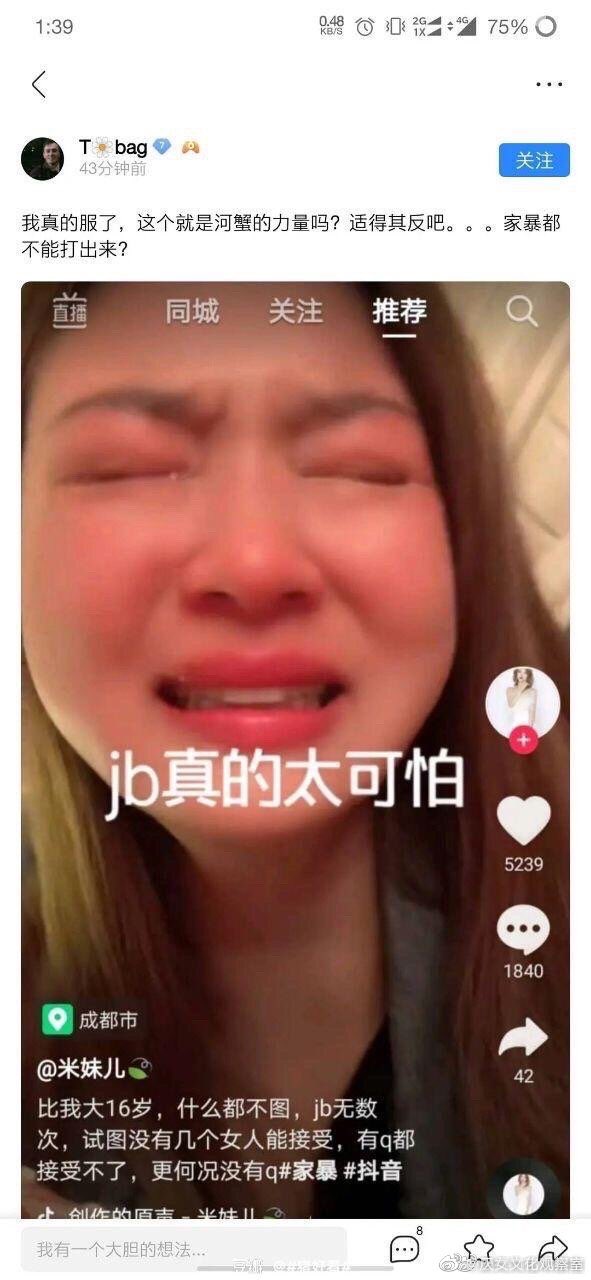 1:39
0.48
KB/S
2G
1X
4G
75%
T bag
7
43分钟前
关注
我真的服了，这个就是河蟹的力量吗？适得其反吧。。。家暴都
不能打出来？
直播
同城
关注
推荐
jb真的太可怕
5239
1840
42
成都市
@米妹儿
比我大16岁，什么都不图，jb无数
次，试图没有几个女人能接受，有q都
接受不了，更何况没有q#家暴 #抖音
创作的原声 - 米妹儿
我有一个大胆的想法...
8